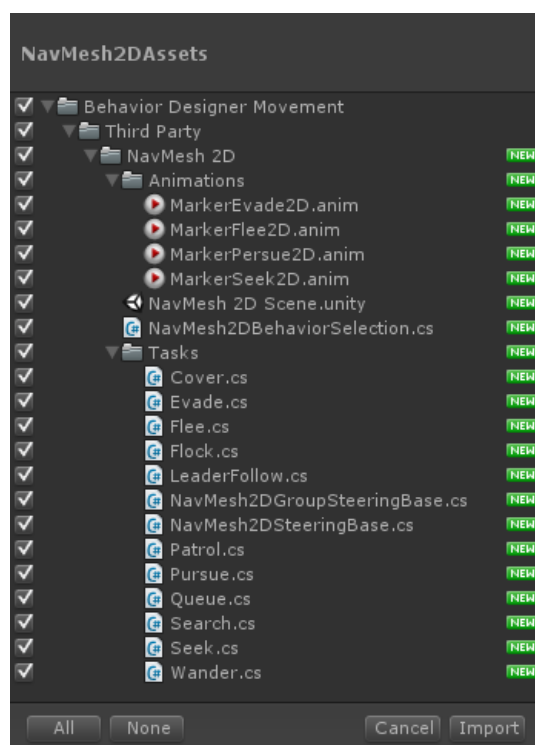 NavMesh2DAssets
Behavior Designer Movement
Third Party
NavMesh 2D NEW
Animations NEW
MarkerEvade2D.anim NEW
MarkerFlee2D.anim NEW
MarkerPersue2D.anim NEW
MarkerSeek2D.anim NEW
NavMesh 2D Scene.unity NEW
NavMesh2DBehaviorSelection.cs NEW
Tasks NEW
Cover.cs NEW
Evade.cs NEW
Flee.cs NEW
Flock.cs NEW
LeaderFollow.cs NEW
NavMesh2DGroupSteeringBase.cs NEW
NavMesh2DSteeringBase.cs NEW
Patrol.cs NEW
Pursue.cs NEW
Queue.cs NEW
Search.cs NEW
Seek.cs NEW
Wander.cs NEW
All None Cancel Import